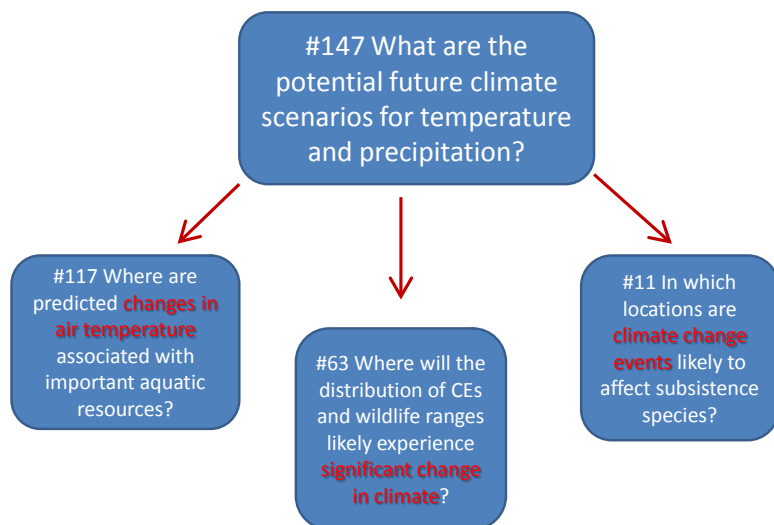 #147 What are the
potential future climate
scenarios for temperature
and precipitation?
#117 Where are
predicted changes in
air temperature
associated with
important aquatic
resources?
#63 Where will the
distribution of CEs
and wildlife ranges
likely experience
significant change
in climate?
#11 In which
locations are
climate change
events likely to
affect subsistence
species?